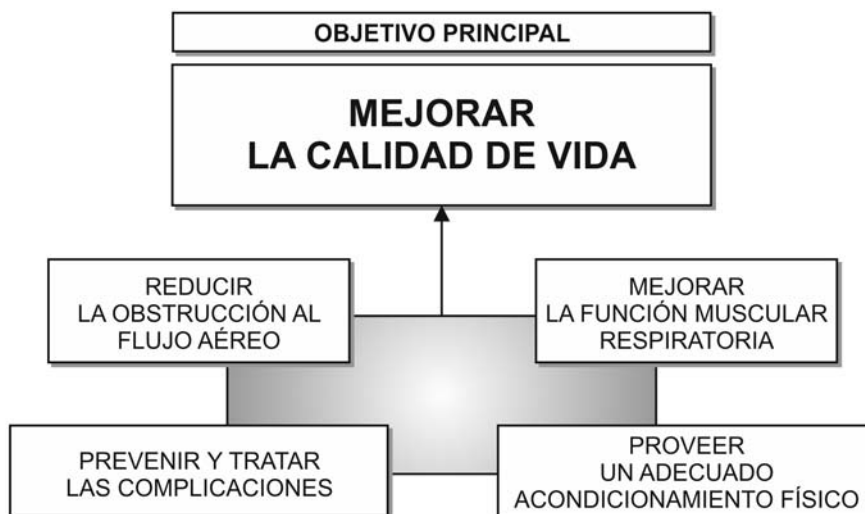 OBJETIVO PRINCIPAL
MEJORAR
LA CALIDAD DE VIDA
REDUCIR
LA OBSTRUCCIÓN AL
FLUJO AÉREO
MEJORAR
LA FUNCIÓN MUSCULAR
RESPIRATORIA
PREVENIR Y TRATAR
LAS COMPLICACIONES
PROVEER
UN ADECUADO
ACONDICIONAMIENTO FÍSICO